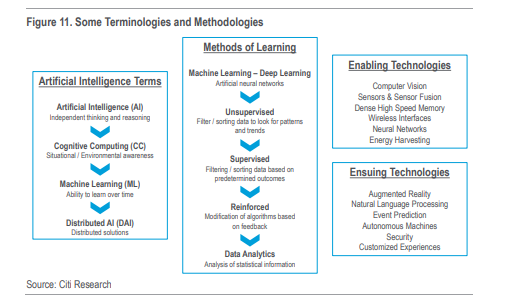 Figure 11. Some Terminologies and Methodologies
Artificial Intelligence Terms
Artificial Intelligence (AI)
Independent thinking and reasoning
Cognitive Computing (CC)
Situational / Environmental awareness
Machine Learning (ML)
Ability to learn over time
Distributed AI (DAI)
Distributed solutions
Methods of Learning
Machine Learning – Deep Learning
Artificial neural networks
Unsupervised
Filter / sorting data to look for patterns
and trends
Supervised
Filtering / sorting data based on
predetermined outcomes
Reinforced
Modification of algorithms based
on feedback
Data Analytics
Analysis of statistical information
Enabling Technologies
Computer Vision
Sensors & Sensor Fusion
Dense High Speed Memory
Wireless Interfaces
Neural Networks
Energy Harvesting
Ensuing Technologies
Augmented Reality
Natural Language Processing
Event Prediction
Autonomous Machines
Security
Customized Experiences
Source: Citi Research